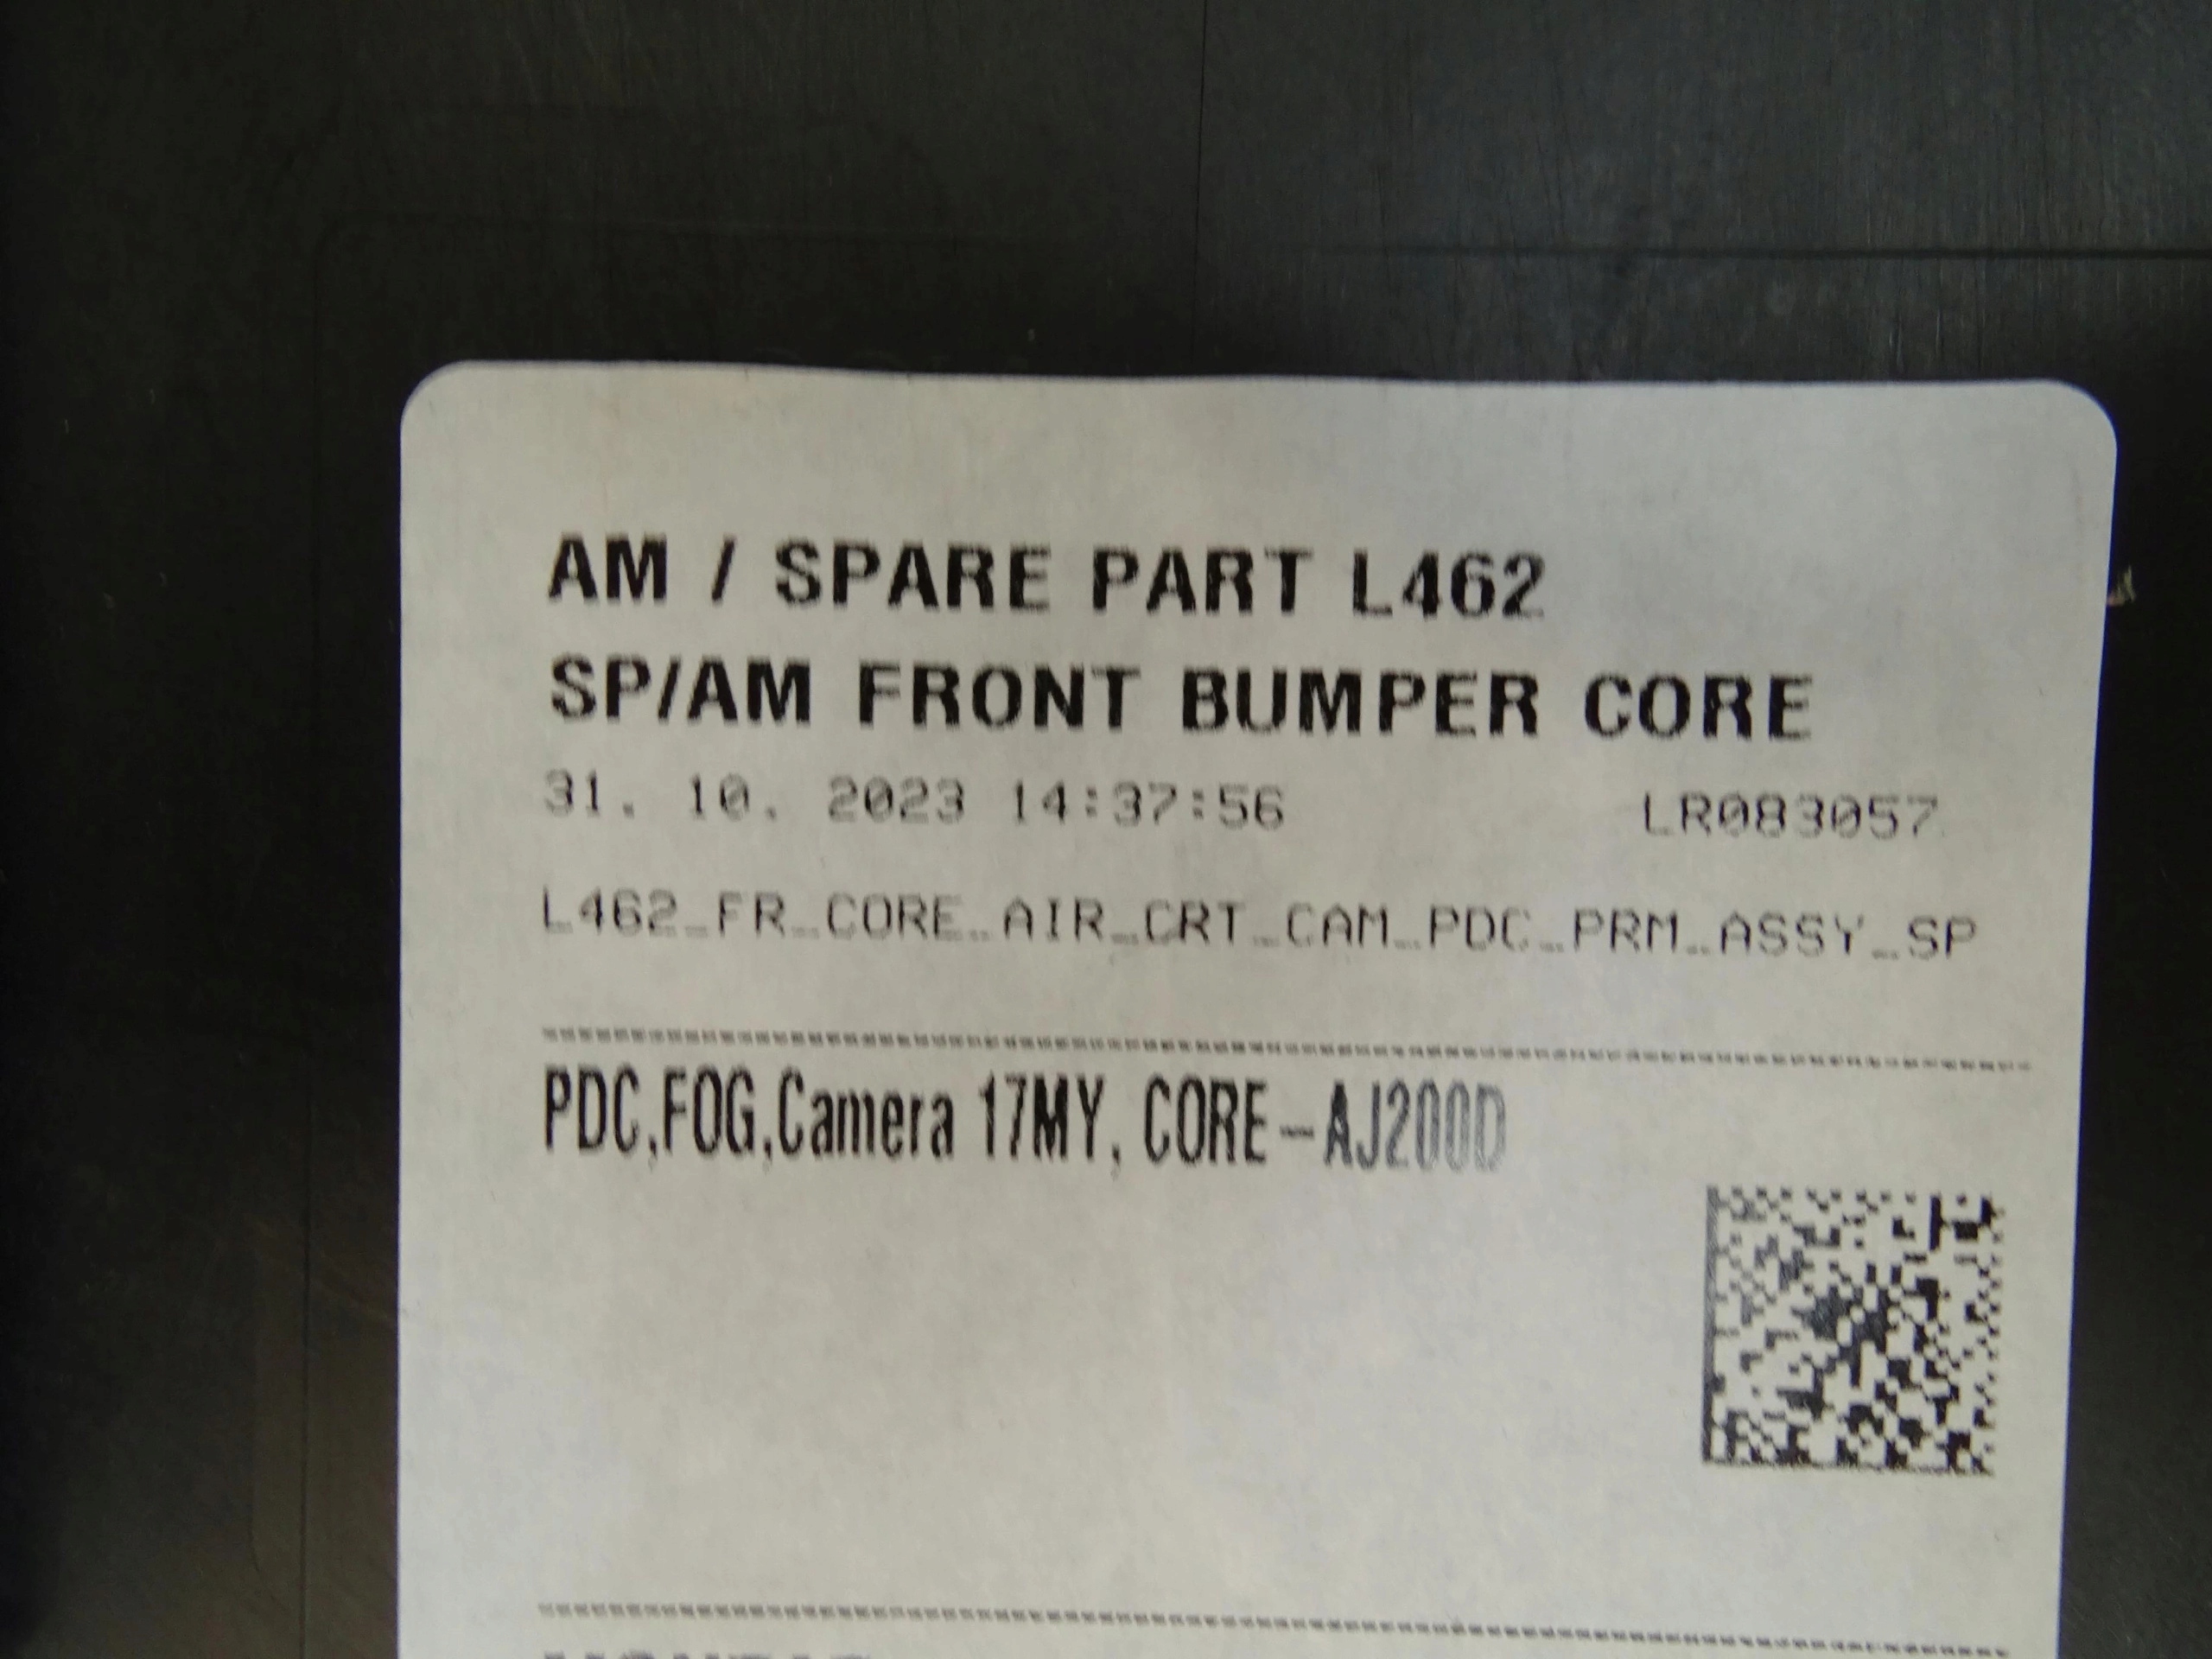 AM / SPARE PART L462
SP/AM FRONT BUMPER CORE
31. 10. 2023 14:37:56 LR083057
L462_FR_CORE_AIR_CRT_CAM_PDC_PRM_ASSY_SP
PDC,FOG,Camera 17MY, CORE-AJ200D